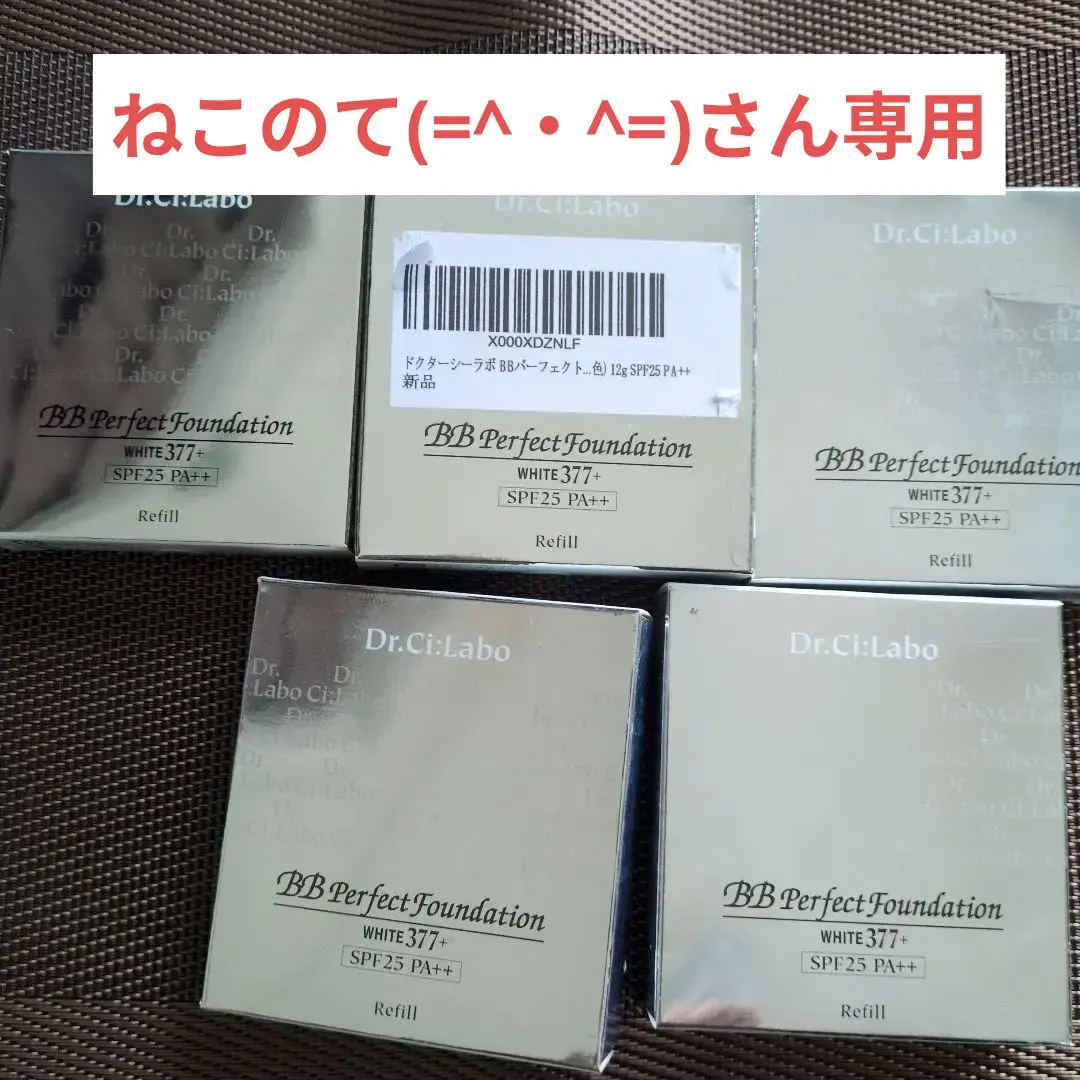 ねこのて(=^・^=)さん専用
Dr.Ci:Labo
BB Perfect Foundation
WHITE 377+
SPF25 PA++
Refill
Dr.Ci:Labo
X000XDZNLF
ドクターシーラボ BBパーフェクト...色) 12g SPF25 PA++
新品
BB Perfect Foundation
WHITE 377+
SPF25 PA++
Refill
Dr.Ci:Labo
BB Perfect Foundation
WHITE 377+
SPF25 PA++
Refill
Dr.Ci:Labo
BB Perfect Foundation
WHITE 377+
SPF25 PA++
Refill
Dr.Ci:Labo
BB Perfect Foundation
WHITE 377+
SPF25 PA++
Refill